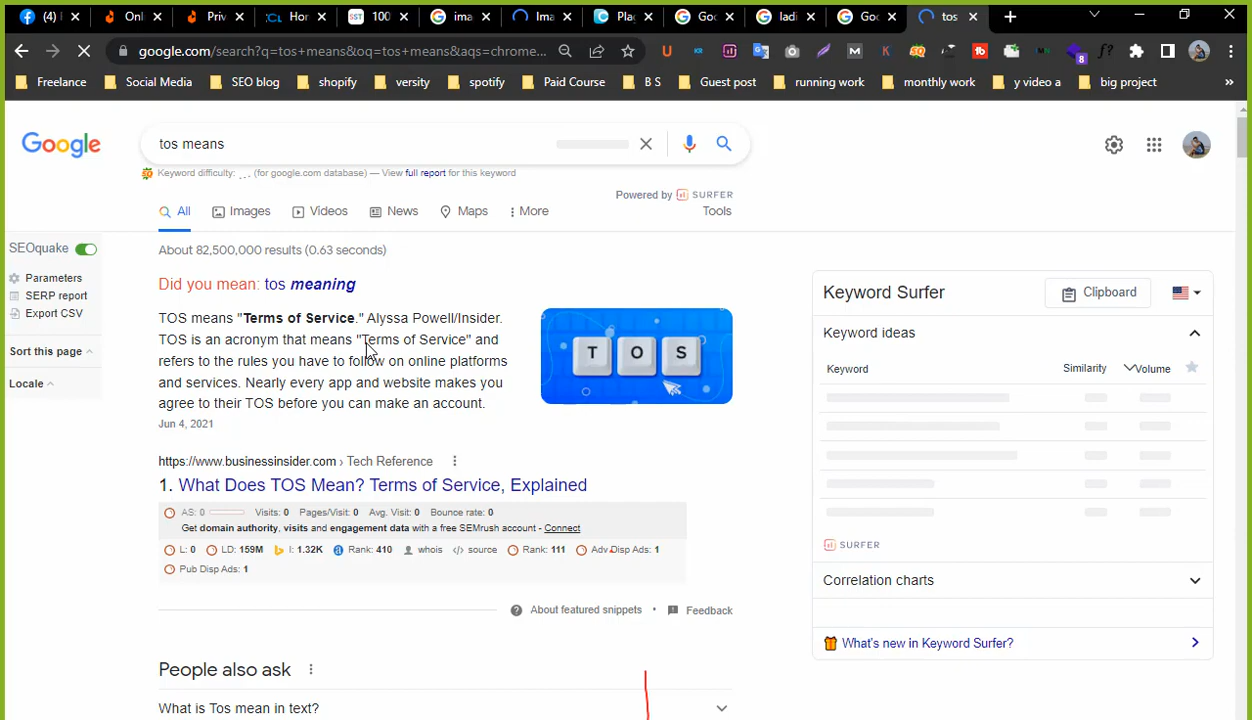 (4)
Onl
Priv
CL
Hor
SST
100
ima
Ima
Plag
Goc
ladi
Goc
tos
google.com/search?q=tos+means&oq=tos+means&aqs=chrome...
8
Freelance
Social Media
SEO blog
shopify
versity
spotify
Paid Course
B S
Guest post
running work
monthly work
y video a
big project
»
Google
tos means
Keyword difficulty: ... (for google.com database) — View full report for this keyword
Powered by SURFER
All
Images
Videos
News
Maps
More
Tools
SEOquake
Parameters
SERP report
Export CSV
Sort this page
Locale
About 82,500,000 results (0.63 seconds)
Did you mean: tos meaning
TOS means "Terms of Service." Alyssa Powell/Insider.
TOS is an acronym that means "Terms of Service" and
refers to the rules you have to follow on online platforms
and services. Nearly every app and website makes you
agree to their TOS before you can make an account.
Jun 4, 2021
T O S
https://www.businessinsider.com › Tech Reference
1. What Does TOS Mean? Terms of Service, Explained
AS: 0 Visits: 0 Pages/Visit: 0 Avg. Visit: 0 Bounce rate: 0
Get domain authority, visits and engagement data with a free SEMrush account - Connect
L: 0 LD: 159M I: 1.32K Rank: 410 whois source Rank: 111 Adv Disp Ads: 1
Pub Disp Ads: 1
About featured snippets • Feedback
People also ask
What is Tos mean in text?
Keyword Surfer
Clipboard
Keyword ideas
Keyword Similarity Volume
SURFER
Correlation charts
What's new in Keyword Surfer?